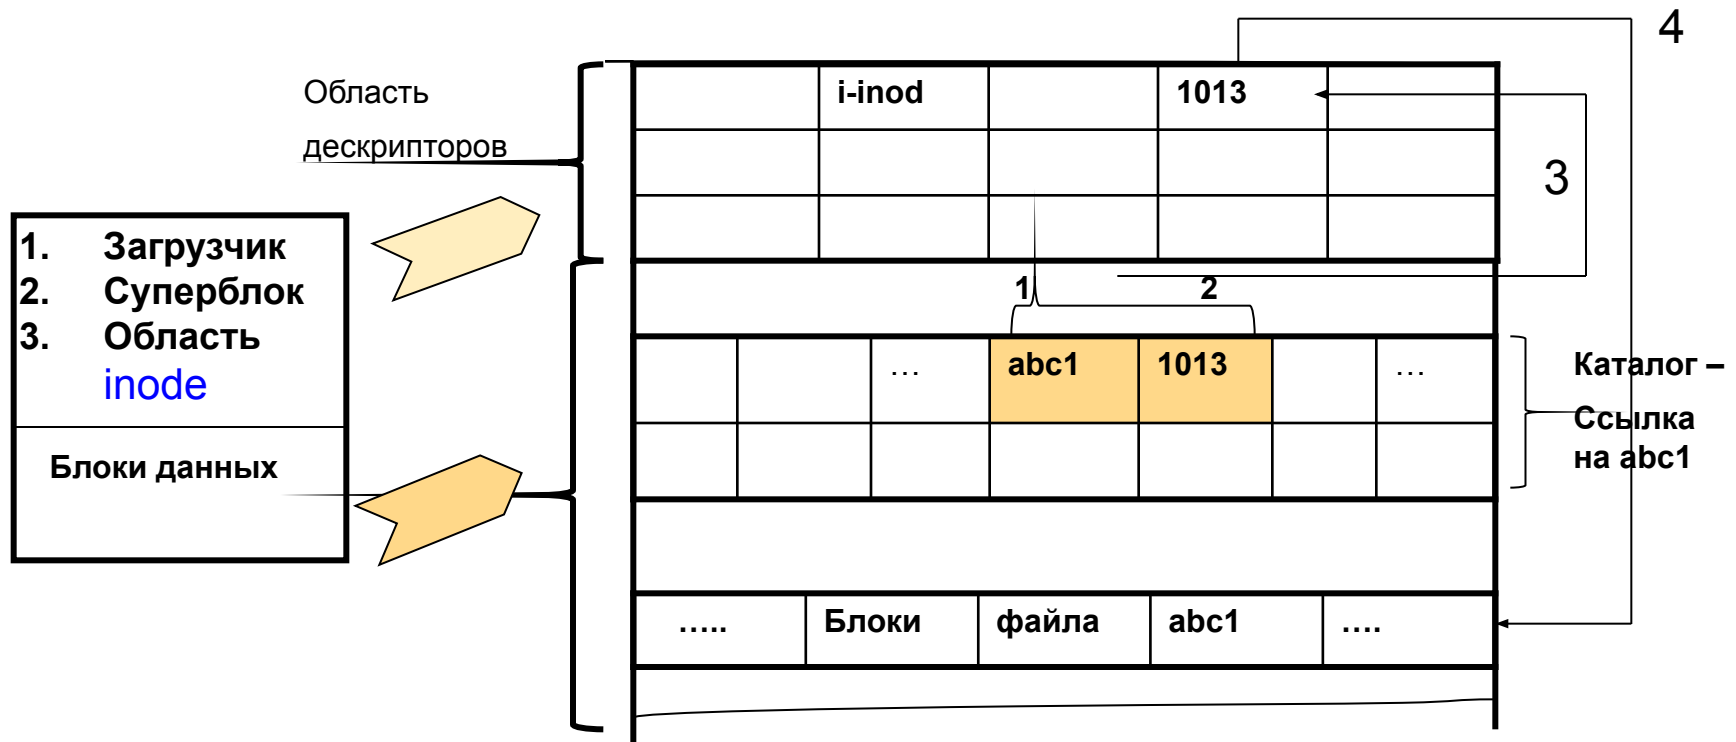 4
Область
дескрипторов
i-inod 1013
3
1. Загрузчик
2. Суперблок
3. Область
inode
Блоки данных
1 2
… abc1 1013 …
Каталог –
Ссылка
на abc1
….. Блоки файла abc1 ….